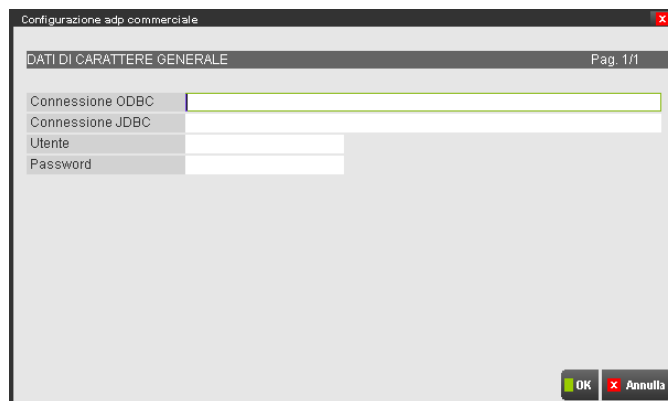 Configurazione adp commerciale
DATI DI CARATTERE GENERALE Pag. 1/1
Connessione ODBC
Connessione JDBC
Utente
Password
OK Annulla